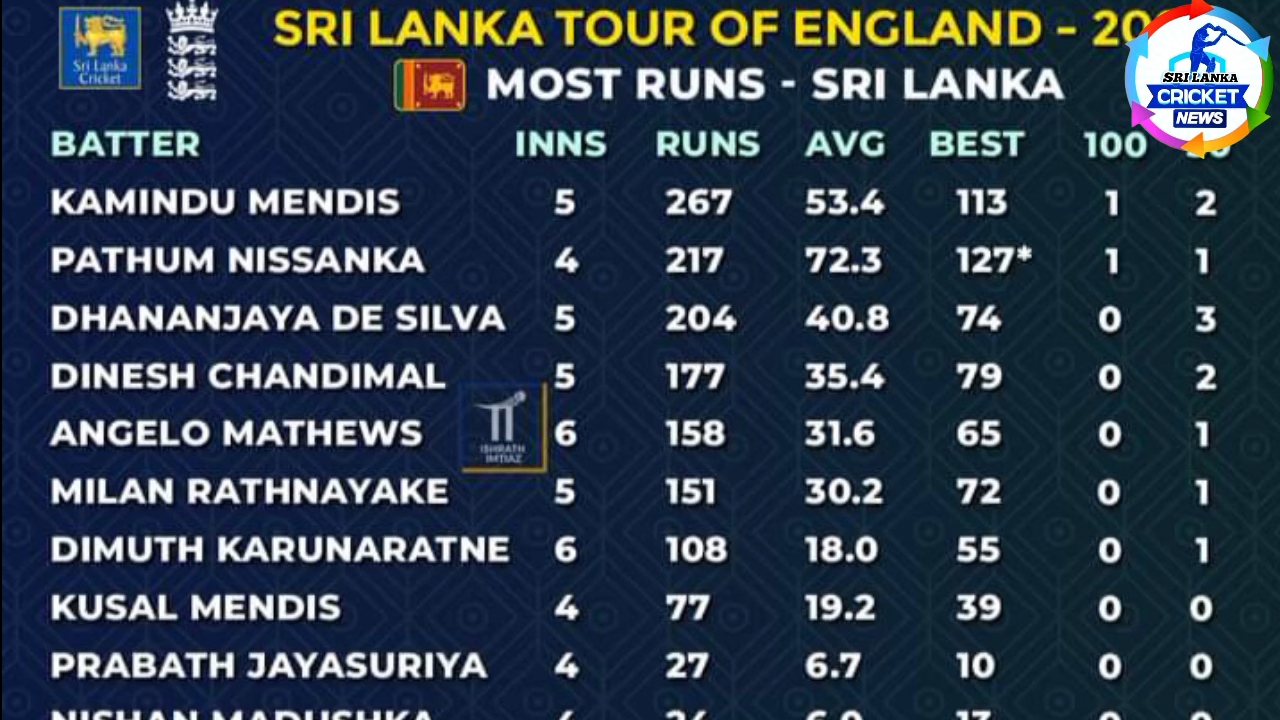 SRI LANKA TOUR OF ENGLAND – 20
Sri Lanka
Cricket
MOST RUNS - SRI LANKA
SRI LANKA
CRICKET
NEWS
BATTER INNS RUNS AVG BEST 100
KAMINDU MENDIS 5 267 53.4 113 1 2
PATHUM NISSANKA 4 217 72.3 127* 1 1
DHANANJAYA DE SILVA 5 204 40.8 74 0 3
DINESH CHANDIMAL 5 177 35.4 79 0 2
ANGELO MATHEWS 6 158 31.6 65 0 1
ISHRATH
IMTIAZ
MILAN RATHNAYAKE 5 151 30.2 72 0 1
DIMUTH KARUNARATNE 6 108 18.0 55 0 1
KUSAL MENDIS 4 77 19.2 39 0 0
PRABATH JAYASURIYA 4 27 6.7 10 0 0
NISHAN MADUSHKA 4 24